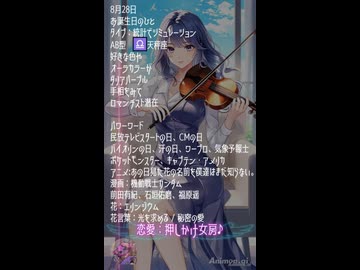 8月28日
お誕生日のひと
タイプ：統計でシミュレーション
AB型 ♎ 天秤座
好きな色や
オーラカラーが
ダリアパープル
手相をみて
ロマンチスト潜在
パワーワード
民放テレビスタートの日、CMの日
バイオリンの日、汗の日、ワープロ、気象予報士
ポケットモンスター、キャプテン・アメリカ
アニメ:あの日見た花の名前を僕達はまだ知らない。
漫画：機動戦士ガンダム
前田有紀、石垣佑磨、福原遥
花：エリンジウム
花言葉：光を求める / 秘密の愛
恋愛：押しかけ女房♪